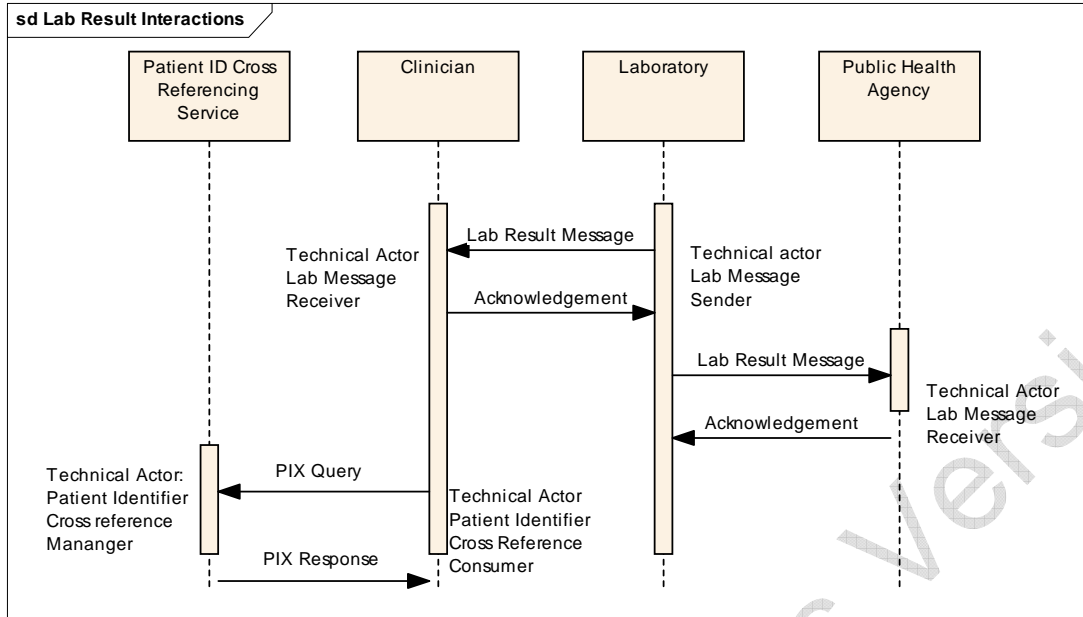 sd Lab Result Interactions
Patient ID Cross
Referencing
Service
Clinician
Laboratory
Public Health
Agency
Lab Result Message
Technical Actor
Lab Message
Receiver
Technical actor
Lab Message
Sender
Acknowledgement
Lab Result Message
Technical Actor
Lab Message
Receiver
Acknowledgement
Technical Actor:
Patient Identifier
Cross reference
Mananger
PIX Query
Technical Actor
Patient Identifier
Cross Reference
Consumer
PIX Response